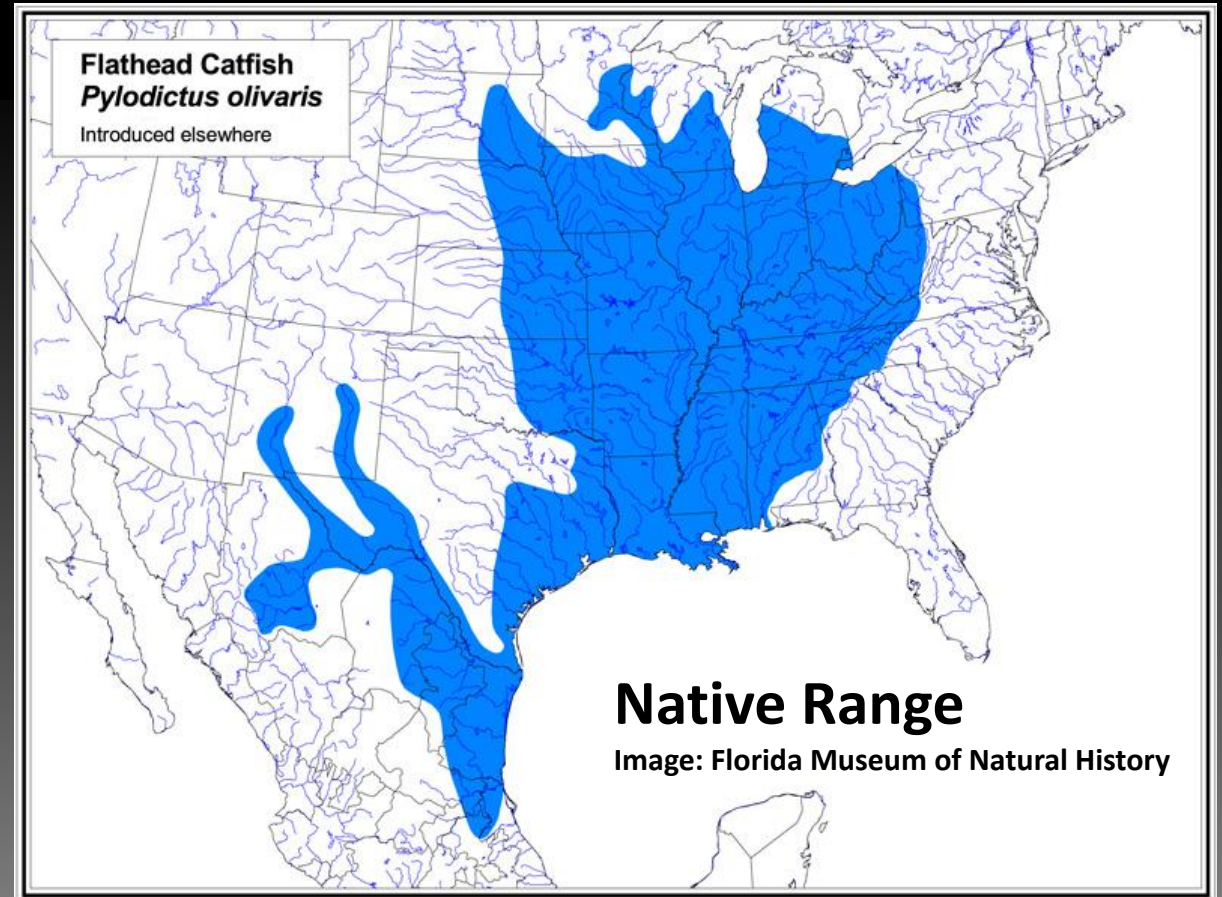 Flathead Catfish
Pylodictus olivaris
Introduced elsewhere
Native Range
Image: Florida Museum of Natural History